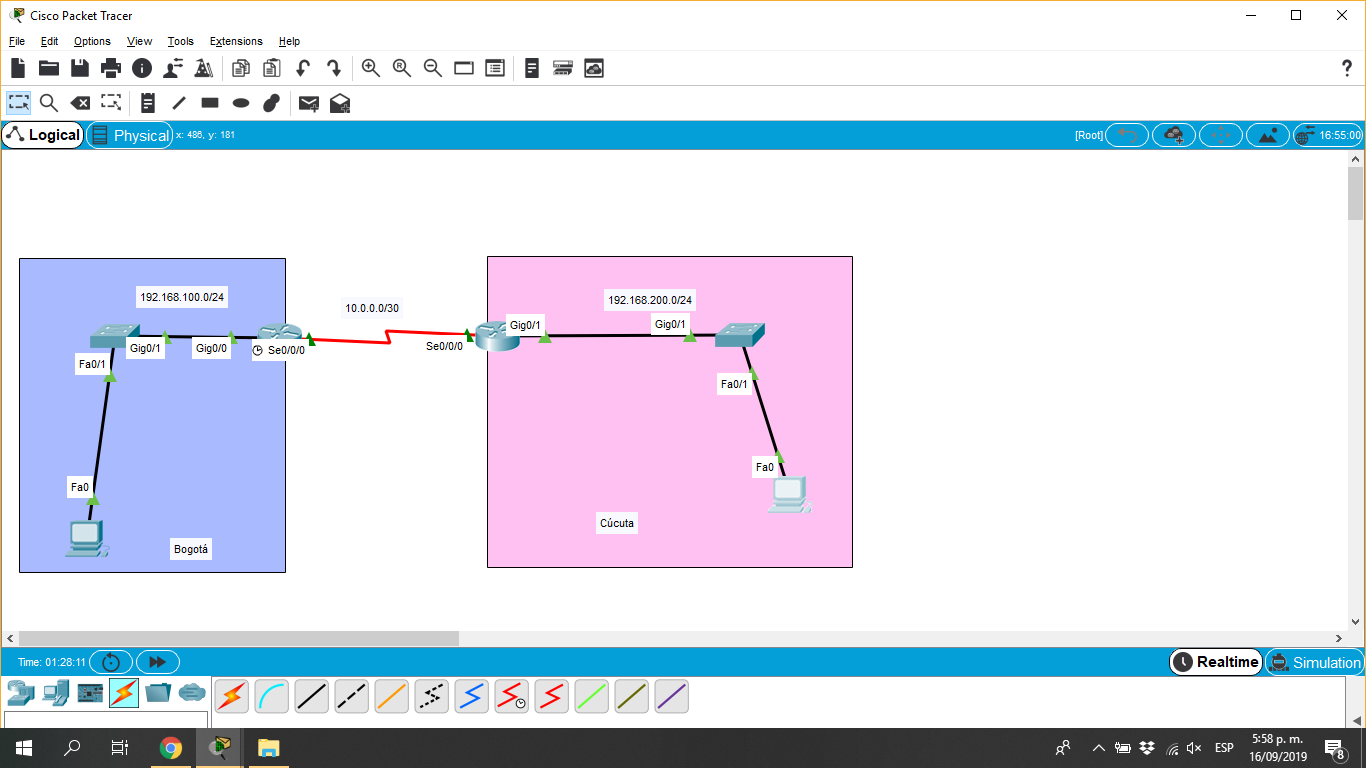 Cisco Packet Tracer
File Edit Options View Tools Extensions Help
?
Logical Physical x: 486, y: 181 [Root] 16:55:00
192.168.100.0/24
10.0.0.0/30
192.168.200.0/24
Gig0/1 Gig0/0 Se0/0/0
Se0/0/0 Gig0/1 Gig0/1
Fa0/1
Fa0/1
Fa0
Fa0
Bogotá
Cúcuta
Time: 01:28:11 Realtime Simulation
ESP 5:58 p. m.
16/09/2019
8